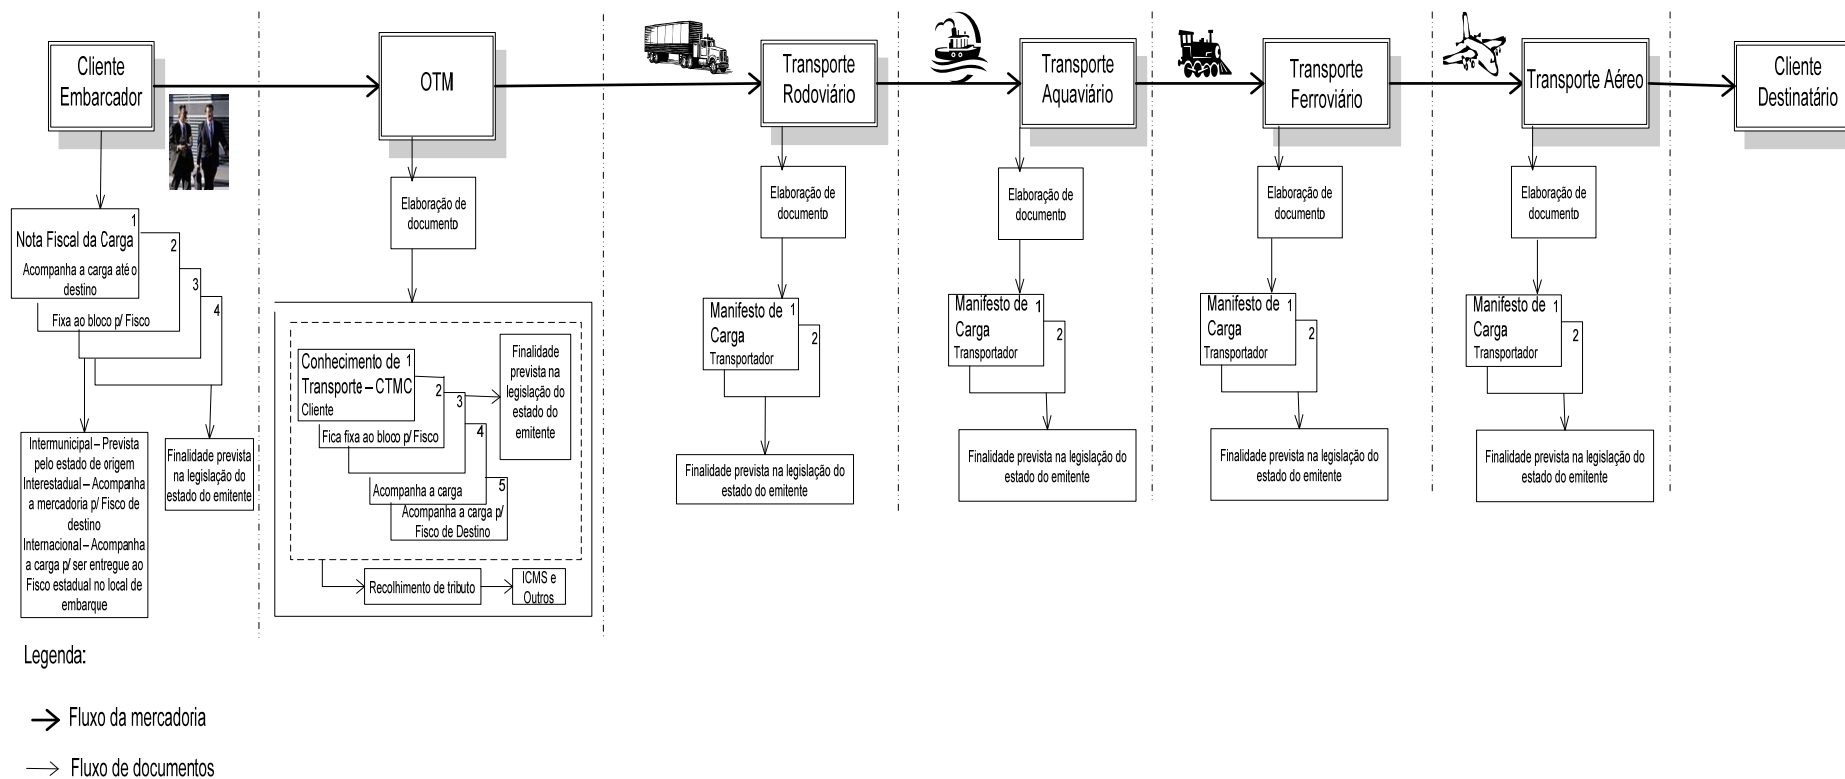 Cliente
Embarcador
OTM
Transporte
Rodoviário
Transporte
Aquaviário
Transporte
Ferroviário
Transporte Aéreo
Cliente
Destinatário
1
Nota Fiscal da Carga
Acompanha a carga até o
destino
2
Fixa ao bloco p/ Fisco
3
4
Intermunicipal – Prevista
pelo estado de origem
Interestadual – Acompanha
a mercadoria p/ Fisco de
destino
Internacional – Acompanha
a carga p/ ser entregue ao
Fisco estadual no local de
embarque
Finalidade prevista
na legislação do
estado do emitente
Elaboração de
documento
Conhecimento de 1
Transporte – CTMC
Cliente
2
Fica fixa ao bloco p/ Fisco
3
4
Acompanha a carga
5
Acompanha a carga p/
Fisco de Destino
Finalidade
prevista na
legislação do
estado do
emitente
Recolhimento de tributo
ICMS e
Outros
Elaboração de
documento
Manifesto de 1
Carga
Transportador
2
Finalidade prevista na legislação do
estado do emitente
Elaboração de
documento
Manifesto de 1
Carga
Transportador
2
Finalidade prevista na legislação do
estado do emitente
Elaboração de
documento
Manifesto de 1
Carga
Transportador
2
Finalidade prevista na legislação do
estado do emitente
Elaboração de
documento
Manifesto de 1
Carga
Transportador
2
Finalidade prevista na legislação do
estado do emitente
Legenda:
Fluxo da mercadoria
Fluxo de documentos